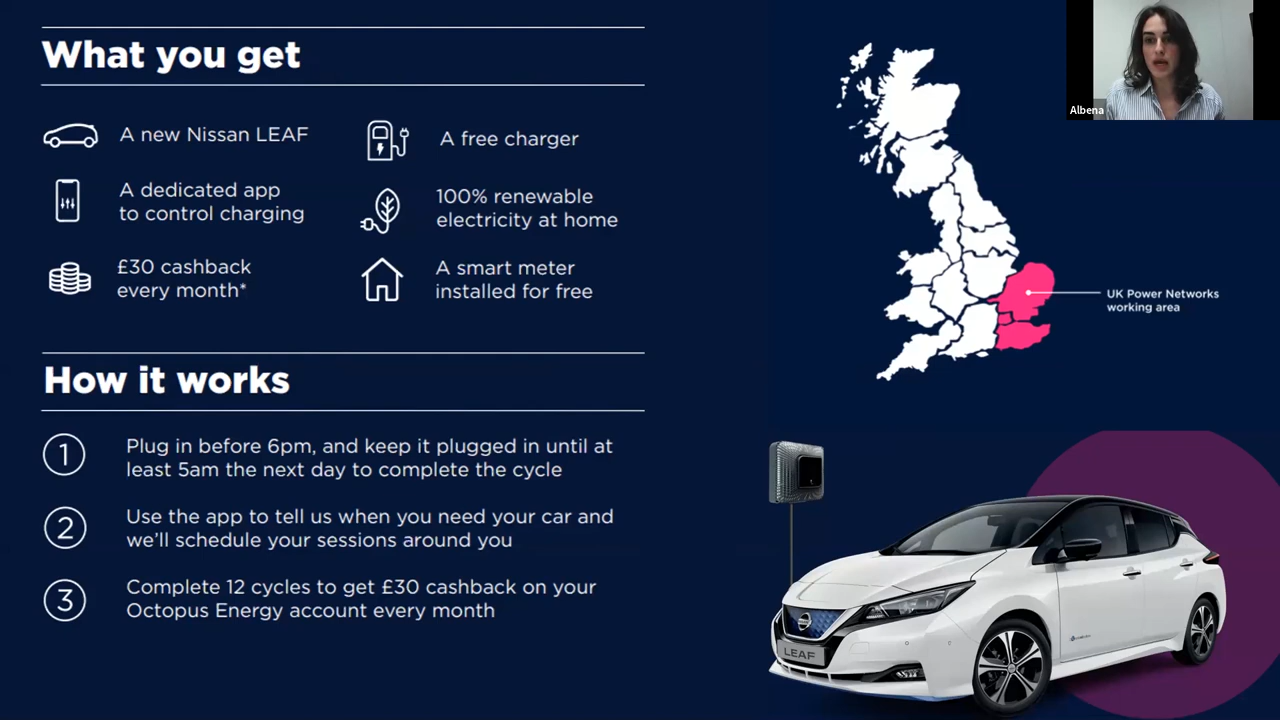 What you get
A new Nissan LEAF
A free charger
A dedicated app
to control charging
100% renewable
electricity at home
£30 cashback
every month*
A smart meter
installed for free
How it works
1
Plug in before 6pm, and keep it plugged in until at
least 5am the next day to complete the cycle
2
Use the app to tell us when you need your car and
we'll schedule your sessions around you
3
Complete 12 cycles to get £30 cashback on your
Octopus Energy account every month
Albena
UK Power Networks
working area
LEAF